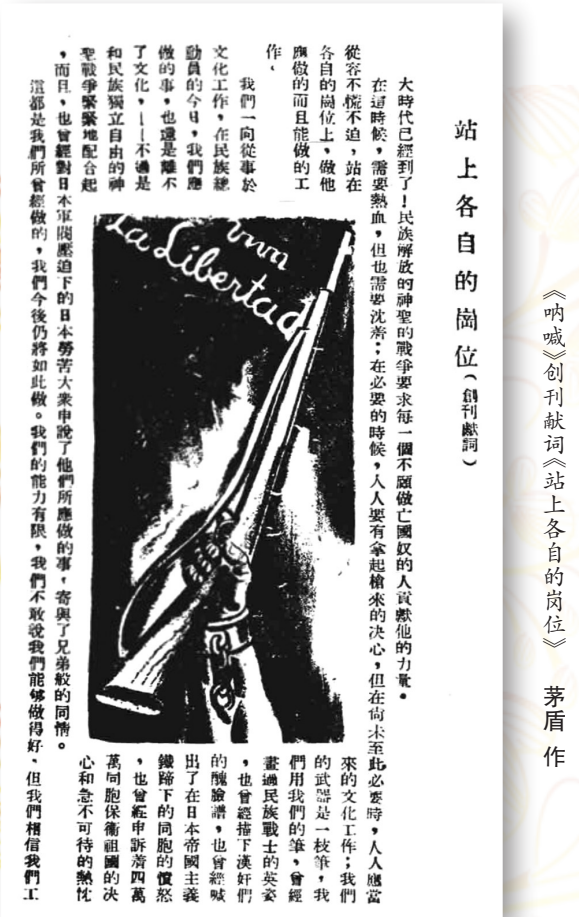 站上各自的崗位(創刊獻詞)
大時代已經到了!民族解放的神聖的戰爭要求每一個不願做亡國奴的人貢獻他的力量。
在這時候,需要熱血,但也需要沈着;在必要的時候,人人要有拿起槍來的决心,但在尚未至此必要時,人人應當
從容不慌不迫,站在
各自的崗位上,做他
應做的而且能做的工
作。
我們一向從事於
文化工作,在民族總
動員的今日,我們應
做的事,也還是離不
了文化,——不過是
和民族獨立自由的神
聖戰爭緊緊地配合起
來的文化工作;我們
的武器是一枝筆,我
們用我們的筆,曾經
畫過民族戰士的英姿
,也曾經描下漢奸們
的醜臉譜,也曾經喊
出了在日本帝國主義
鐵蹄下的同胞的憤怒
,也曾經申訴着四萬
萬同胞保衛祖國的决
心和急不可待的熱忱
,而且,也曾經對日本軍閥壓迫下的日本勞苦大衆申說了他們所應做的事,寄與了兄弟般的同情。
這都是我們所曾經做的,我們今後仍將如此做。我們的能力有限,我們不敢說我們能够做得好、但我們相信我們工
Viva
La Libertad
《呐喊》创刊献词《站上各自的岗位》 茅盾 作